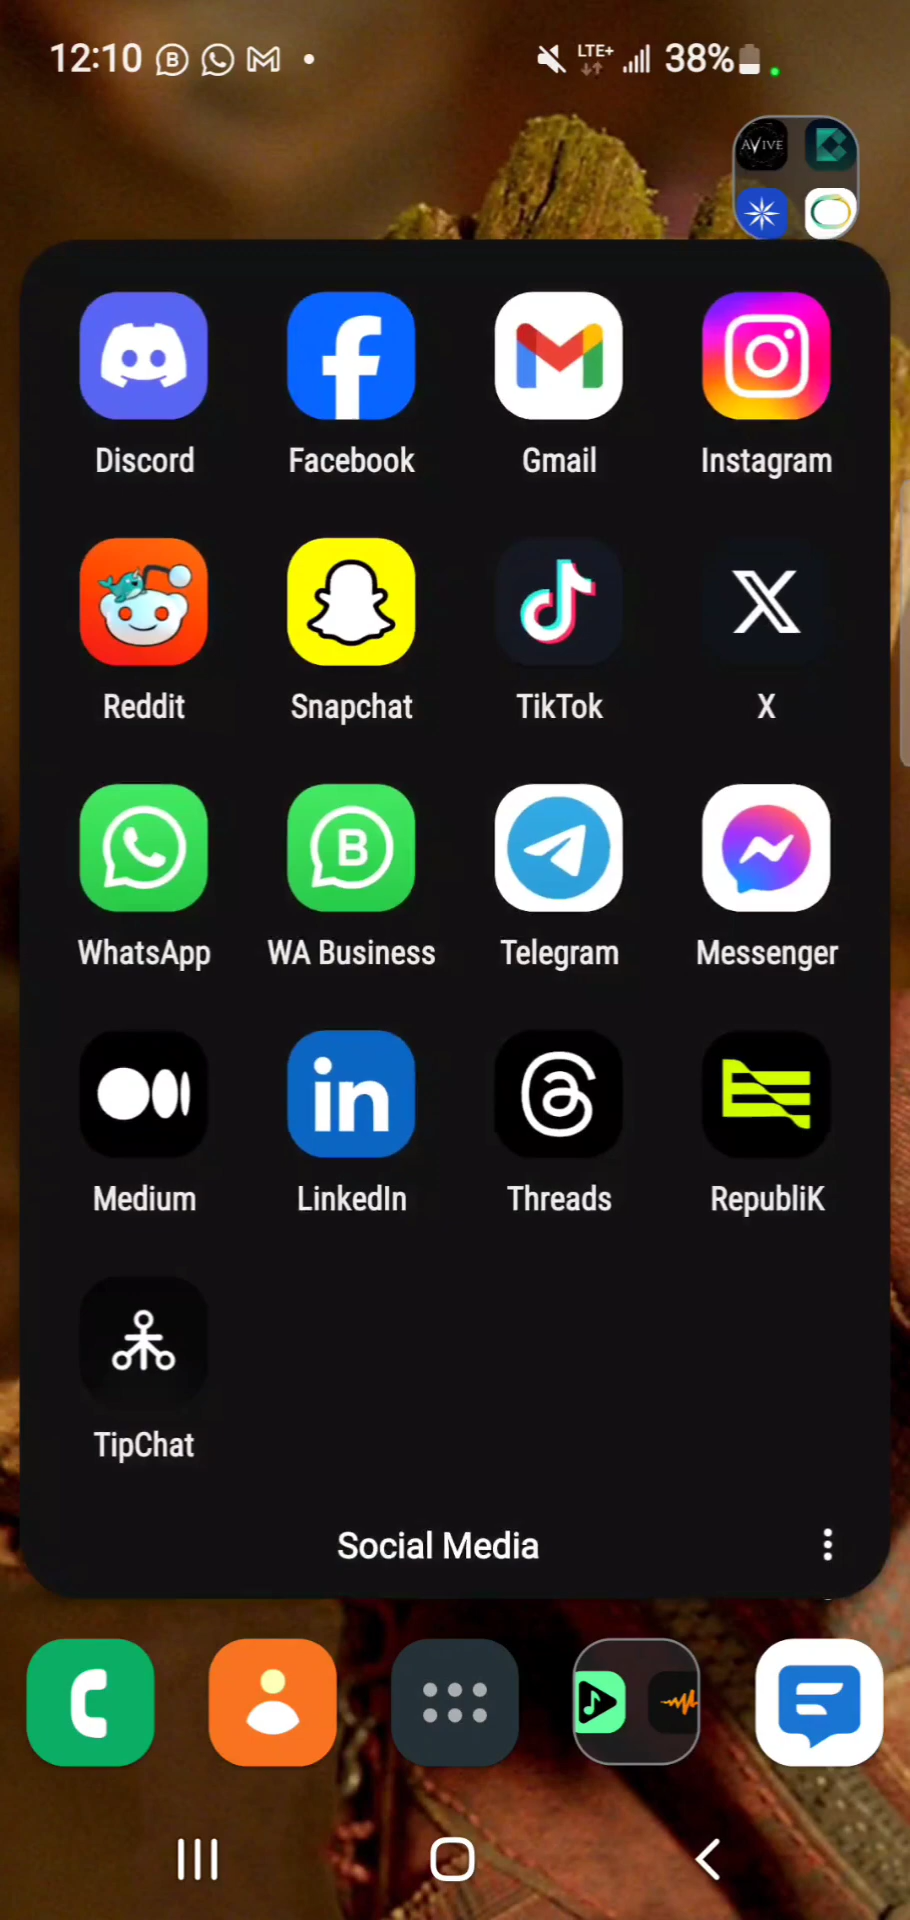 12:10 LTE+ 38%
AVIVE
Discord Facebook Gmail Instagram
Reddit Snapchat TikTok X
WhatsApp WA Business Telegram Messenger
Medium LinkedIn Threads RepubliK
TipChat
Social Media